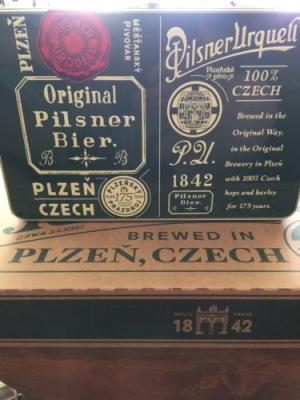 PLZEŇ
MĚŠŤANSKÝ
PIVOVAR
Original
Pilsner
Bier.
B B
PLZEŇ
CZECH
PLZEŇSKÝ
175
PRAZDROJ
Pilsner Urquell
Plzeňské
pivo
100%
CZECH
P.U.
1842
Pilsner
Bier.
Brewed in the
Original Way,
in the Original
Brewery in Plzeň
with 100% Czech
hops and barley
for 175 years.
BREWED IN
PLZEŇ, CZECH
18 42